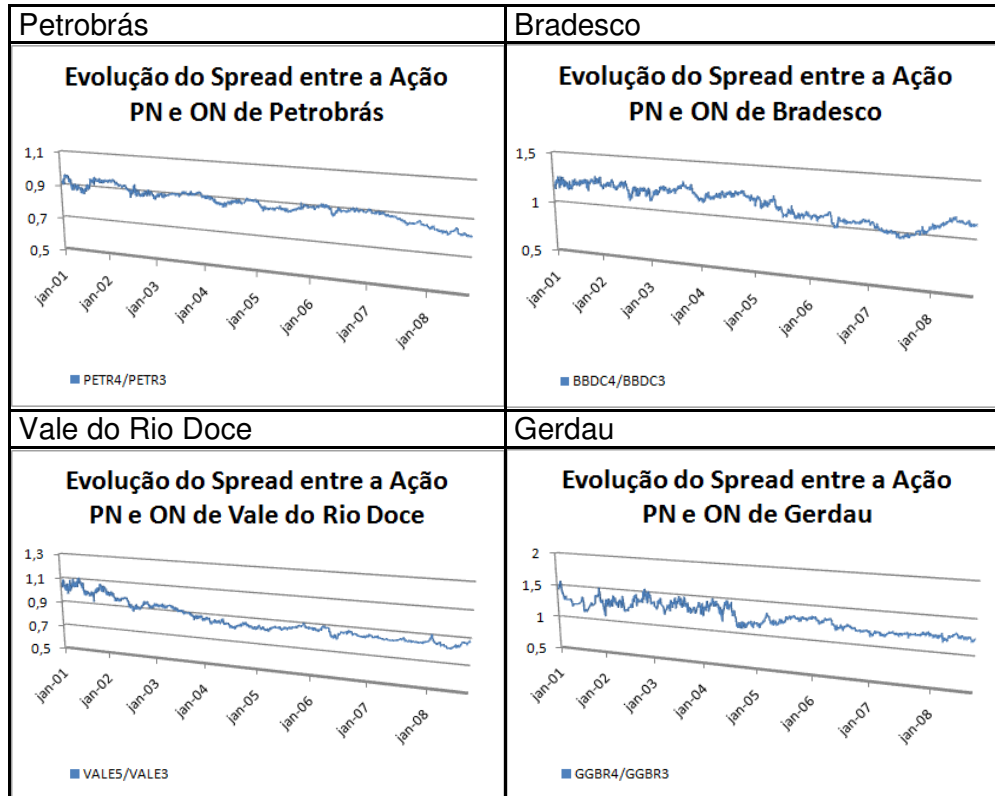 Petrobrás
Evolução do Spread entre a Ação
PN e ON de Petrobrás
1,1
0,9
0,7
0,5
jan-01
jan-02
jan-03
jan-04
jan-05
jan-06
jan-07
jan-08
PETR4/PETR3
Bradesco
Evolução do Spread entre a Ação
PN e ON de Bradesco
1,5
1
0,5
jan-01
jan-02
jan-03
jan-04
jan-05
jan-06
jan-07
jan-08
BBDC4/BBDC3
Vale do Rio Doce
Evolução do Spread entre a Ação
PN e ON de Vale do Rio Doce
1,3
1,1
0,9
0,7
0,5
jan-01
jan-02
jan-03
jan-04
jan-05
jan-06
jan-07
jan-08
VALE5/VALE3
Gerdau
Evolução do Spread entre a Ação
PN e ON de Gerdau
2
1,5
1
0,5
jan-01
jan-02
jan-03
jan-04
jan-05
jan-06
jan-07
jan-08
GGBR4/GGBR3